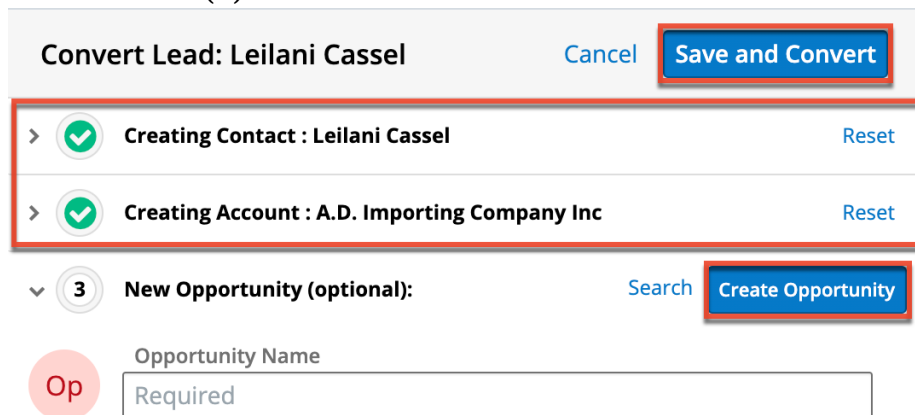 Convert Lead: Leilani Cassel Cancel Save and Convert
Creating Contact : Leilani Cassel Reset
Creating Account : A.D. Importing Company Inc Reset
3 New Opportunity (optional): Search Create Opportunity
Opportunity Name
Op Required